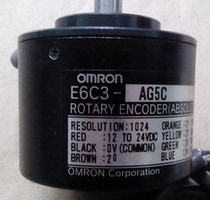 OMRON
E6C3- AG5C
ROTARY ENCODER(ABSOL
RESOLUTION:1024 ORANGE:2
RED :12 TO 24VDC YELLOW
BLACK:0V(COMMON) GREEN
BROWN:2⁰ BLUE
OMRON Corporation